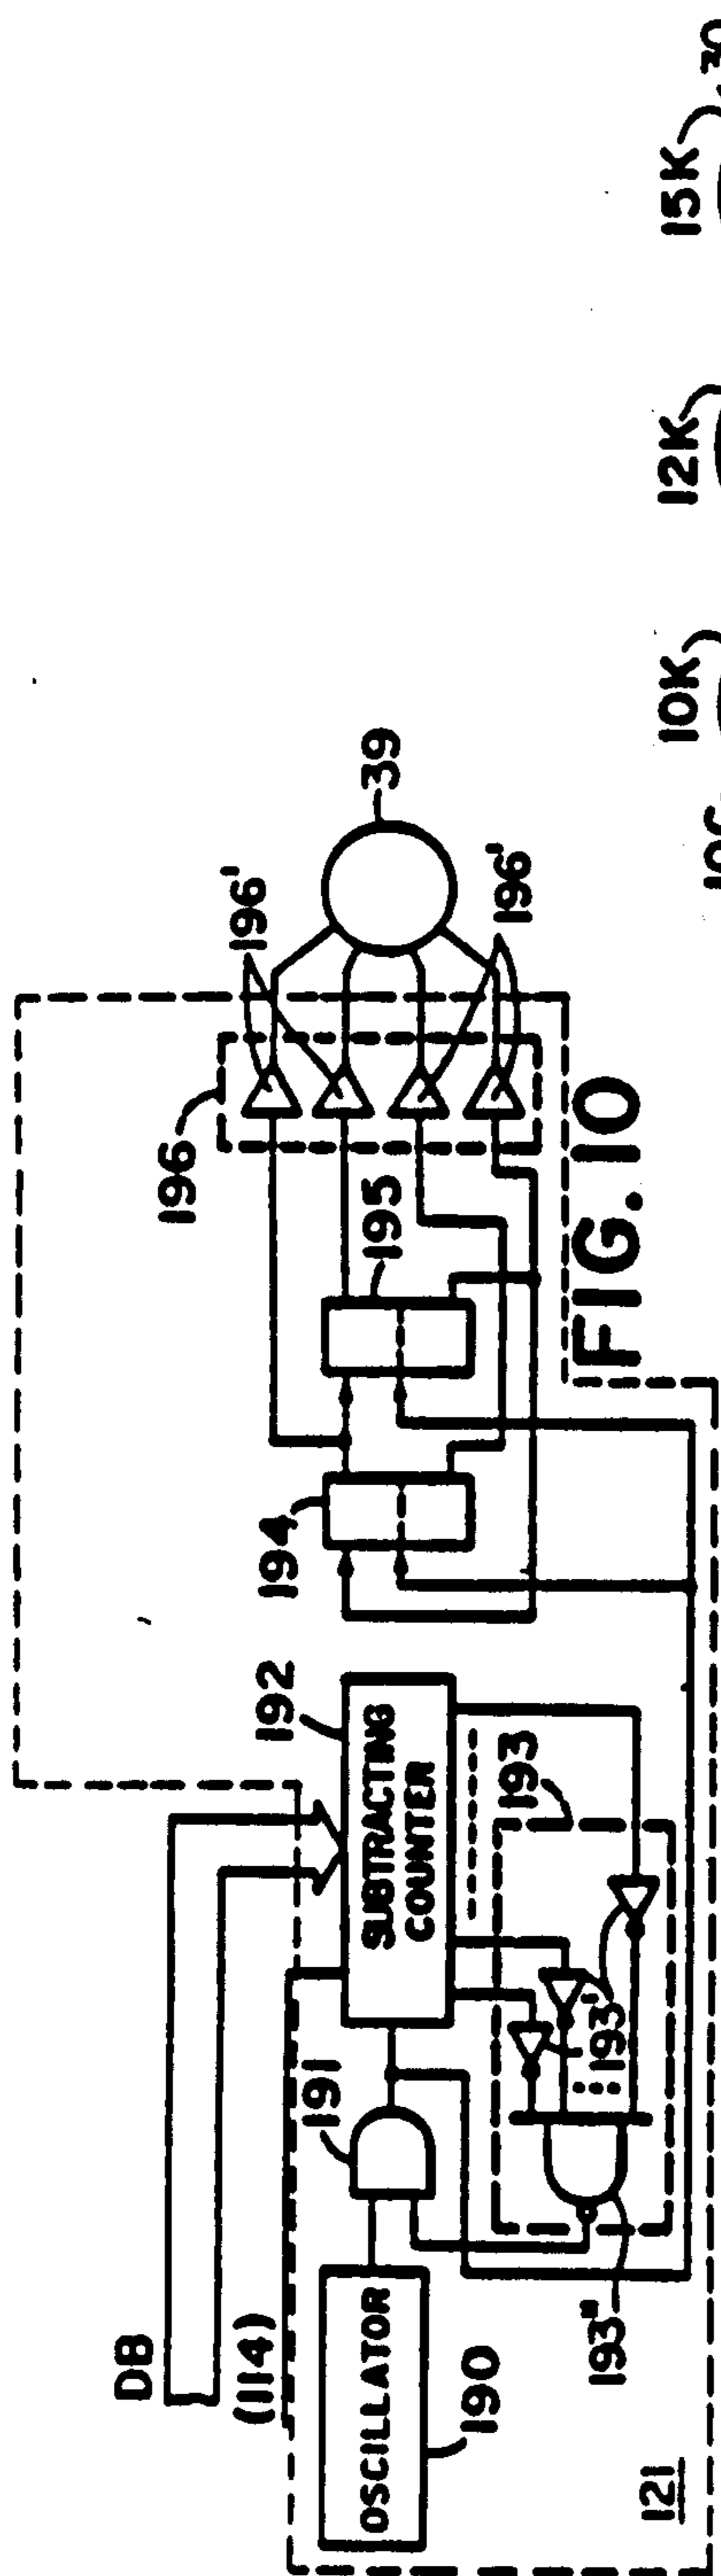 DB
(114)
OSCILLATOR
190
191
SUBTRACTING
COUNTER
192
193
193'
193"
194
195
196
196'
196'
39
121
FIG. 10
10K
12K
15K
30